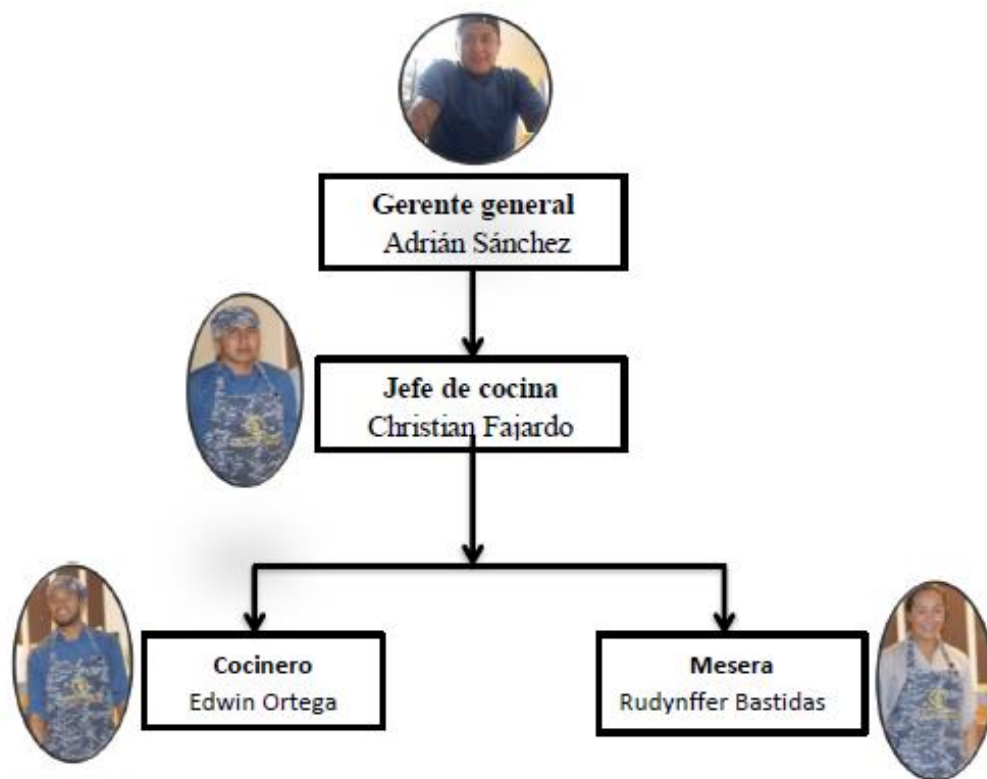 Gerente general
Adrián Sánchez
Jefe de cocina
Christian Fajardo
Cocinero
Edwin Ortega
Mesera
Rudynffer Bastidas